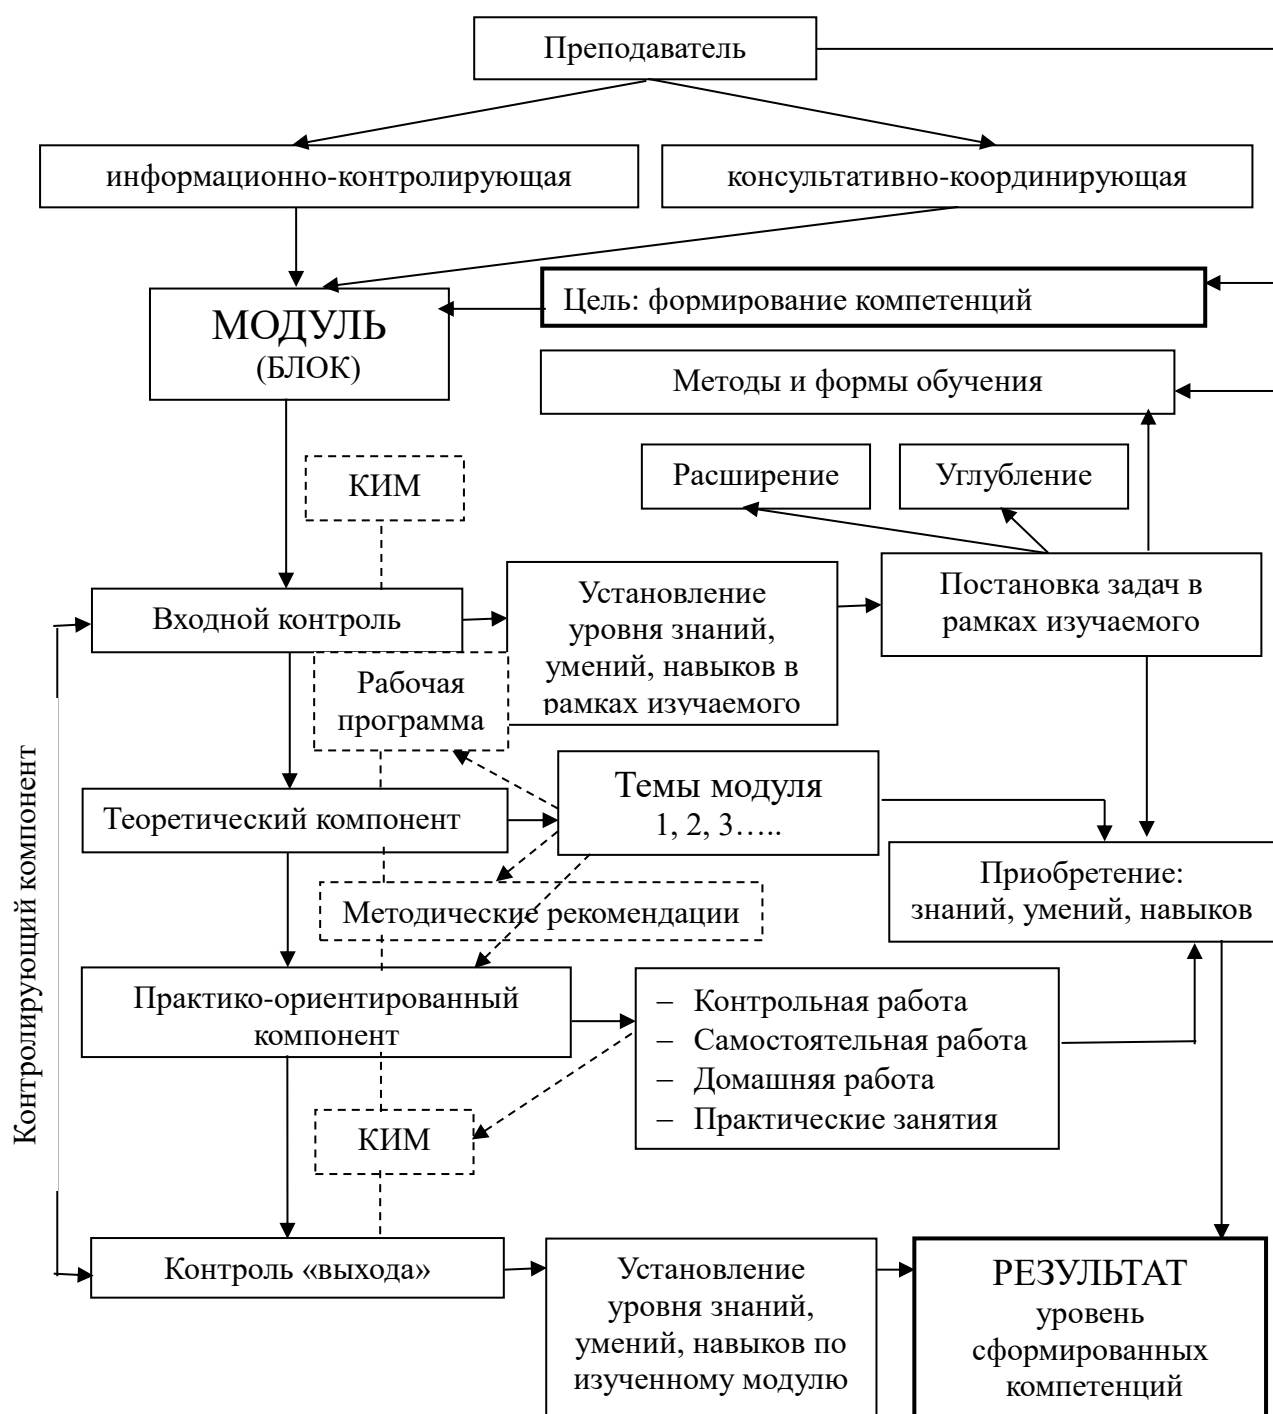 Преподаватель
информационно-контролирующая
консультативно-координирующая
Цель: формирование компетенций
МОДУЛЬ
(БЛОК)
Методы и формы обучения
Расширение
Углубление
КИМ
Входной контроль
Установление
уровня знаний,
умений, навыков в
рамках изучаемого
Постановка задач в
рамках изучаемого
Рабочая
программа
Контролирующий компонент
Теоретический компонент
Темы модуля
1, 2, 3…..
Приобретение:
знаний, умений, навыков
Методические рекомендации
Практико-ориентированный
компонент
– Контрольная работа
– Самостоятельная работа
– Домашняя работа
– Практические занятия
КИМ
Контроль «выхода»
Установление
уровня знаний,
умений, навыков по
изученному модулю
РЕЗУЛЬТАТ
уровень
сформированных
компетенций